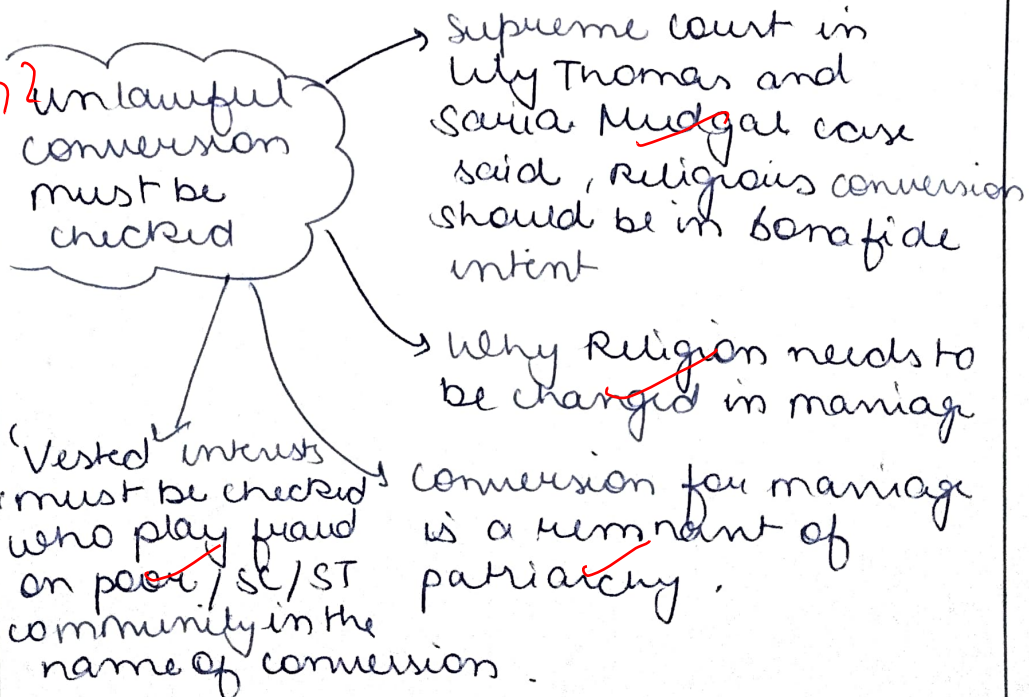 unlawful
conversion
must be
checked
Supreme court in
Lily Thomas and
Sarla Mudgal case
said, Religious conversion
should be in bonafide
intent
Why Religion needs to
be changed in marriage
conversion for marriage
is a remnant of
patriarchy.
'Vested' interests
must be checked
who play fraud
on poor/SC/ST
community in the
name of conversion.